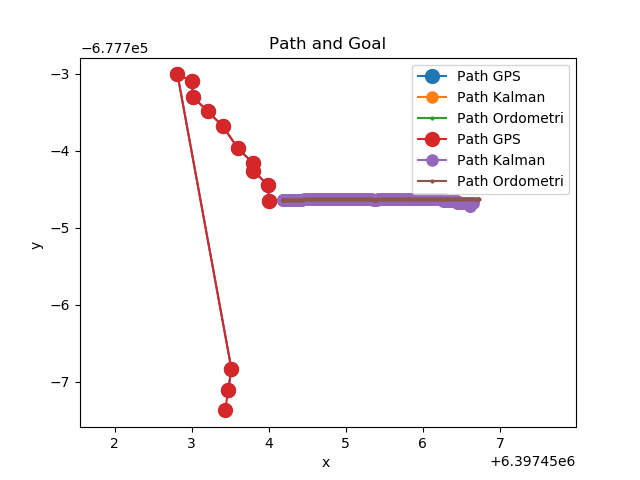 Path and Goal
−6.777e5
Path GPS
Path Kalman
Path Ordometri
Path GPS
Path Kalman
Path Ordometri
−3
−4
−5
−6
−7
y
2 3 4 5 6 7
x
+6.39745e6